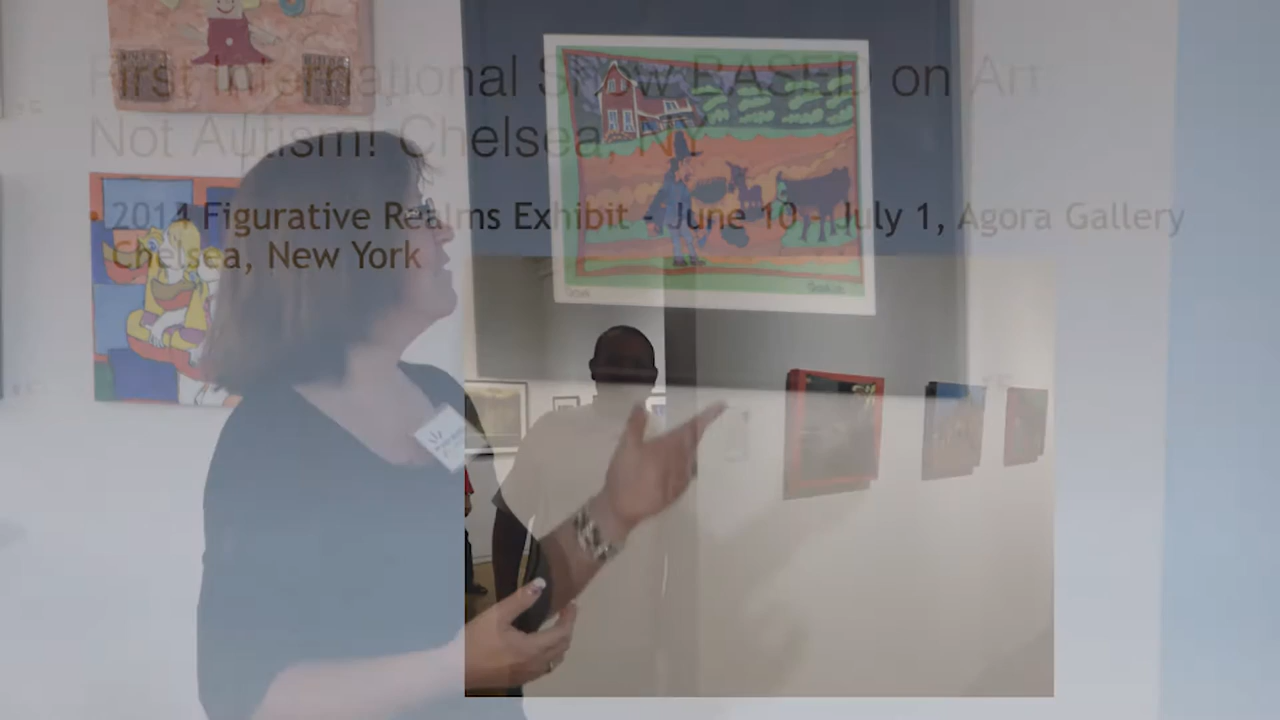 First International Show BASED on Art:
Not Autism! Chelsea, NY
2014 Figurative Realms Exhibit - June 10 - July 1, Agora Gallery
Chelsea, New York